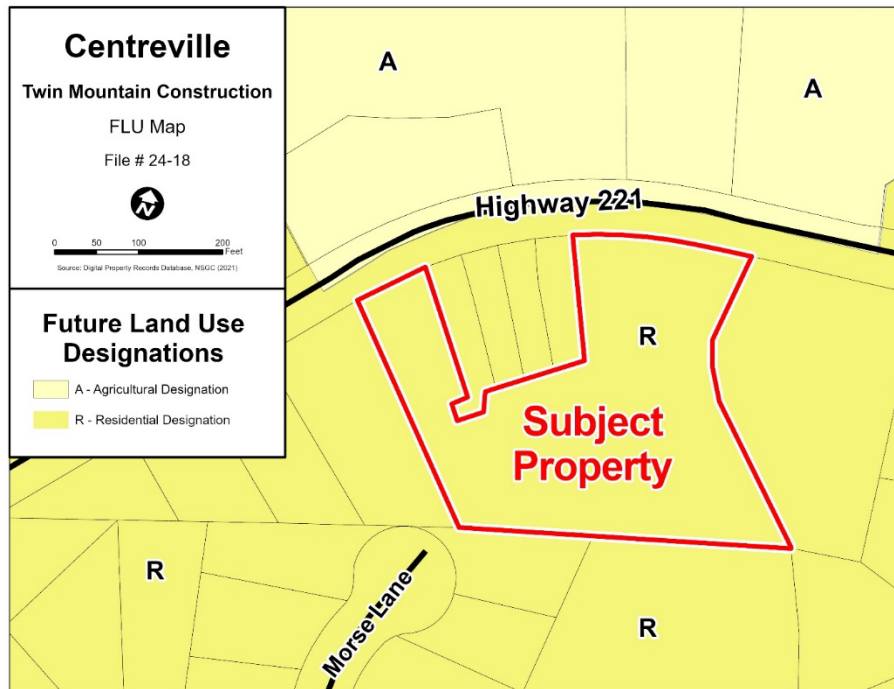 Centreville
Twin Mountain Construction
FLU Map
File # 24-18
N
0 50 100 200
Feet
Source: Digital Property Records Database, NSGC (2021)
Future Land Use
Designations
A - Agricultural Designation
R - Residential Designation
A
A
Highway 221
R
Subject
Property
R
Morse Lane
R